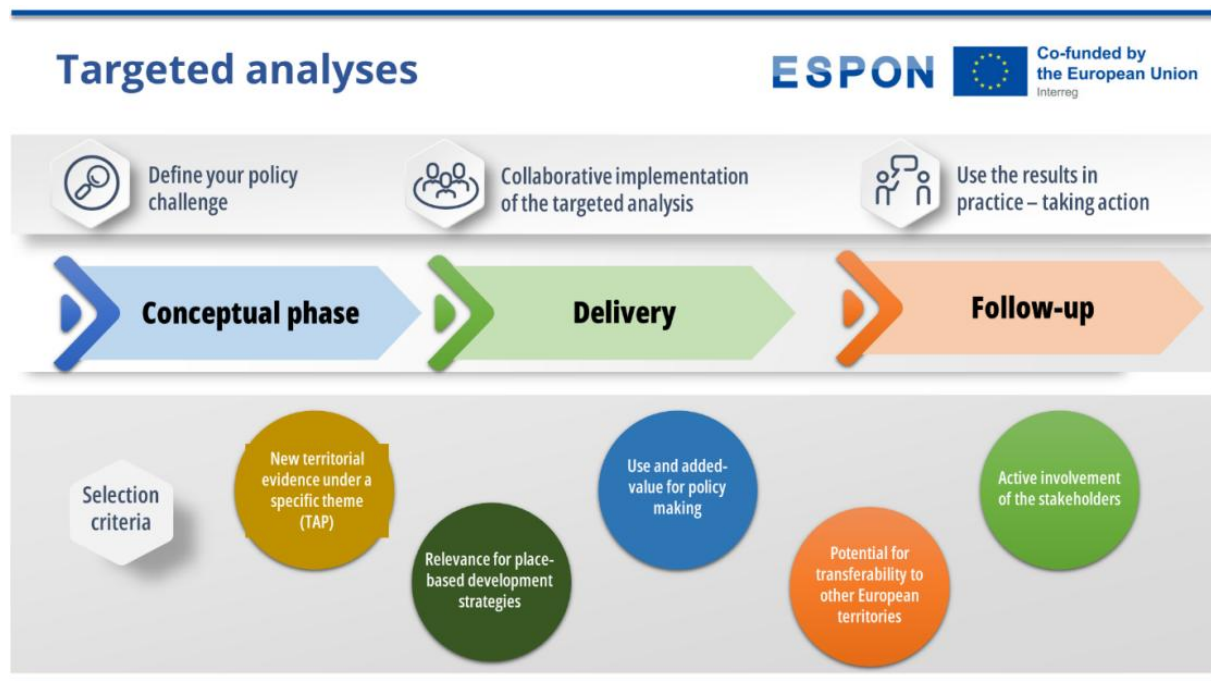 Targeted analyses
ESPON
Co-funded by
the European Union
Interreg
Define your policy
challenge
Collaborative implementation
of the targeted analysis
Use the results in
practice – taking action
Conceptual phase
Delivery
Follow-up
Selection
criteria
New territorial
evidence under a
specific theme
(TAP)
Relevance for place-
based development
strategies
Use and added-
value for policy
making
Potential for
transferability to
other European
territories
Active involvement
of the stakeholders